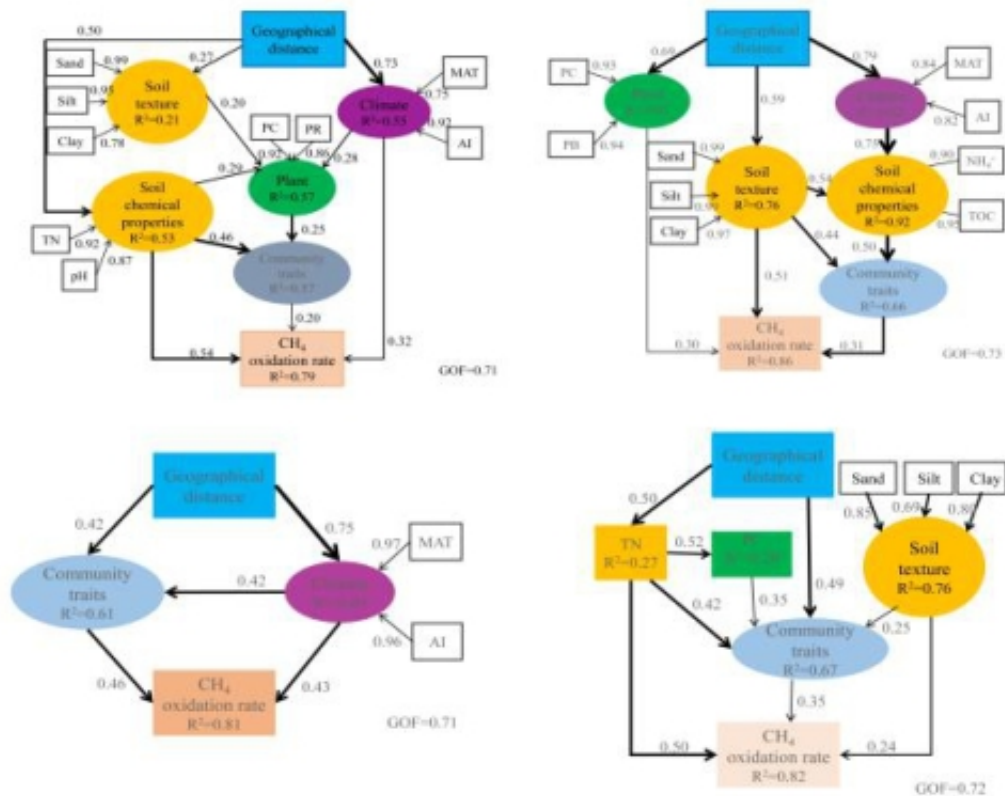 Geographical
distance
0.50
0.27
0.73
Sand
0.99
Silt
0.95
Clay
0.78
Soil
texture
R²=0.21
0.20
Climate
R²=0.55
MAT
0.75
0.92
AI
PC
PR
0.92
0.86
0.28
0.29
Plant
R²=0.57
Soil
chemical
properties
R²=0.53
TN
0.92
pH
0.87
0.46
0.25
Community
traits
0.20
0.54
0.32
CH₄
oxidation rate
R²=0.79
GOF=0.71
Geographical
distance
0.69
0.59
0.79
PC
0.93
PB
0.94
0.84
MAT
0.82
AI
0.75
Sand
0.99
Silt
0.99
Clay
0.97
Soil
texture
R²=0.76
0.54
Soil
chemical
properties
R²=0.92
0.90
TOC
0.95
0.44
0.50
0.51
Community
traits
R²=0.66
0.30
0.31
CH₄
oxidation rate
R²=0.86
GOF=0.75
Geographical
distance
0.42
0.75
0.97
MAT
Community
traits
R²=0.61
0.42
Climate
0.96
AI
0.46
0.43
CH₄
oxidation rate
R²=0.81
GOF=0.71
Geographical
distance
Sand
Silt
Clay
0.50
0.85
0.69
TN
R²=0.27
0.52
Soil
texture
R²=0.76
0.49
0.42
0.35
0.25
Community
traits
R²=0.67
0.35
0.50
0.24
CH₄
oxidation rate
R²=0.82
GOF=0.72